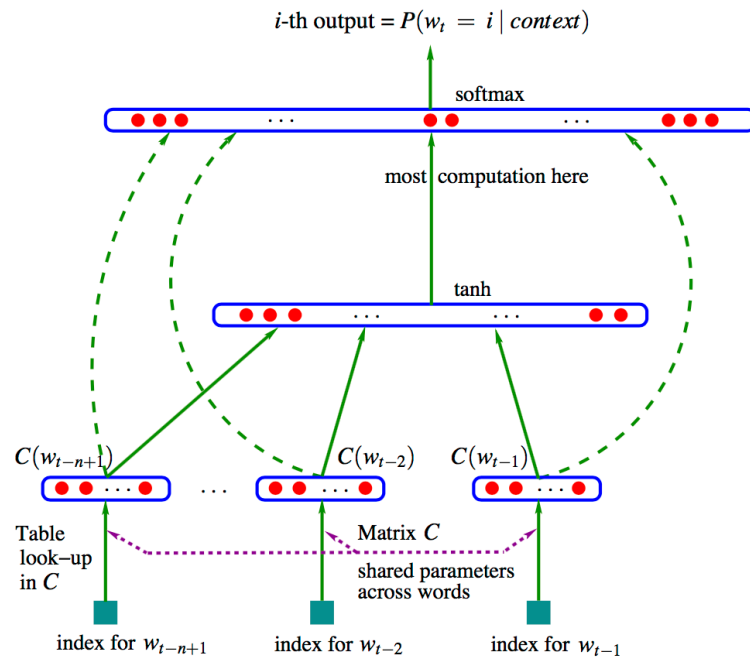 i-th output = P(w_t = i | context)
softmax
... ...
most computation here
tanh
... ...
C(w_{t−n+1}) C(w_{t−2}) C(w_{t−1})
... ... ... ...
Table
look−up
in C
Matrix C
shared parameters
across words
index for w_{t−n+1} index for w_{t−2} index for w_{t−1}